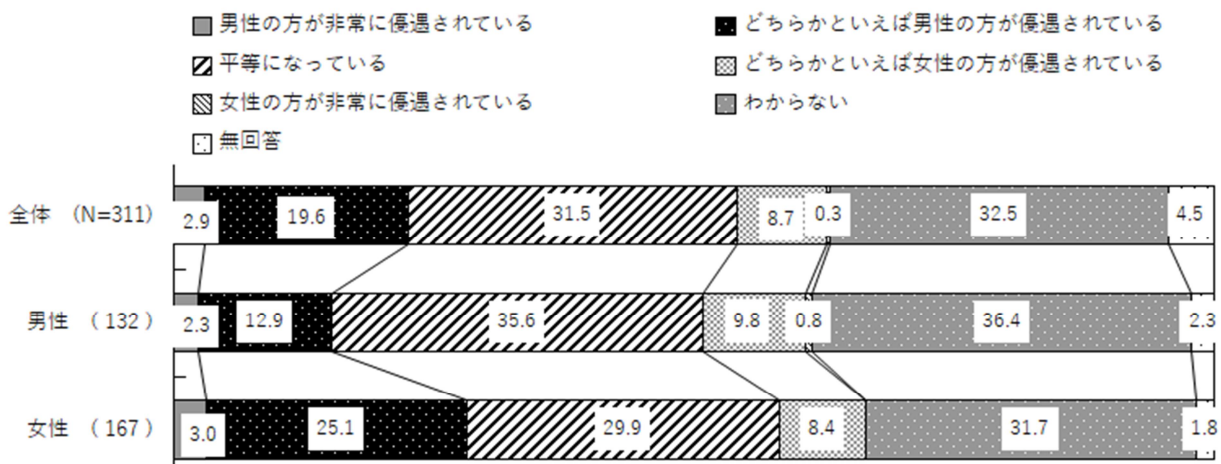 男性の方が非常に優遇されている どちらかといえば男性の方が優遇されている
平等になっている どちらかといえば女性の方が優遇されている
女性の方が非常に優遇されている わからない
無回答
全体 (N=311) 2.9 19.6 31.5 8.7 0.3 32.5 4.5
男性 ( 132 ) 2.3 12.9 35.6 9.8 0.8 36.4 2.3
女性 ( 167 ) 3.0 25.1 29.9 8.4 31.7 1.8